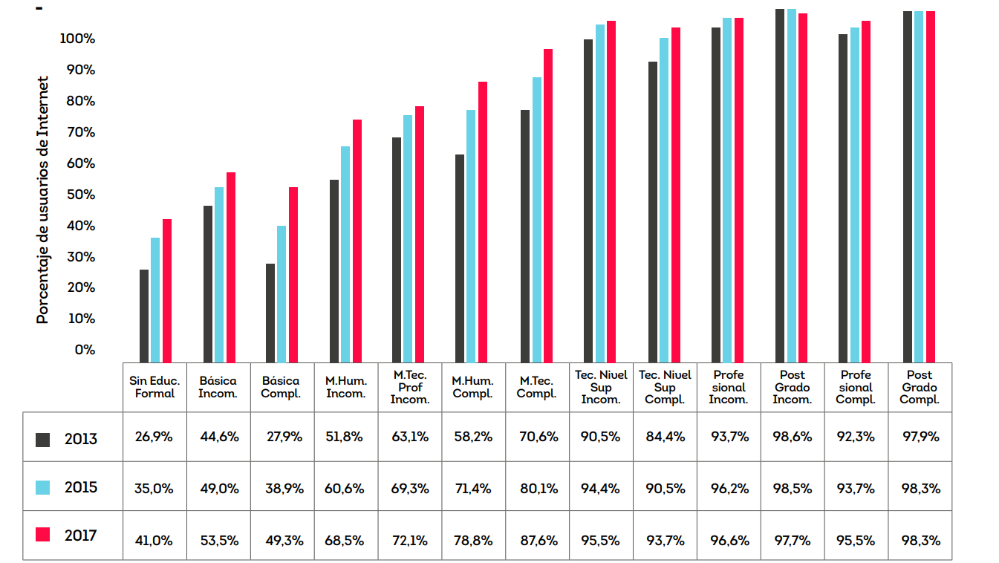 -
100%
90%
80%
70%
60%
50%
40%
30%
20%
10%
0%
Porcentaje de usuarios de Internet
Sin Educ. Formal
Básica Incom.
Básica Compl.
M.Hum. Incom.
M.Tec. Prof Incom.
M.Hum. Compl.
M.Tec. Compl.
Tec. Nivel Sup Incom.
Tec. Nivel Sup Compl.
Profe sional Incom.
Post Grado Incom.
Profe sional Compl.
Post Grado Compl.
2013 26,9% 44,6% 27,9% 51,8% 63,1% 58,2% 70,6% 90,5% 84,4% 93,7% 98,6% 92,3% 97,9%
2015 35,0% 49,0% 38,9% 60,6% 69,3% 71,4% 80,1% 94,4% 90,5% 96,2% 98,5% 93,7% 98,3%
2017 41,0% 53,5% 49,3% 68,5% 72,1% 78,8% 87,6% 95,5% 93,7% 96,6% 97,7% 95,5% 98,3%